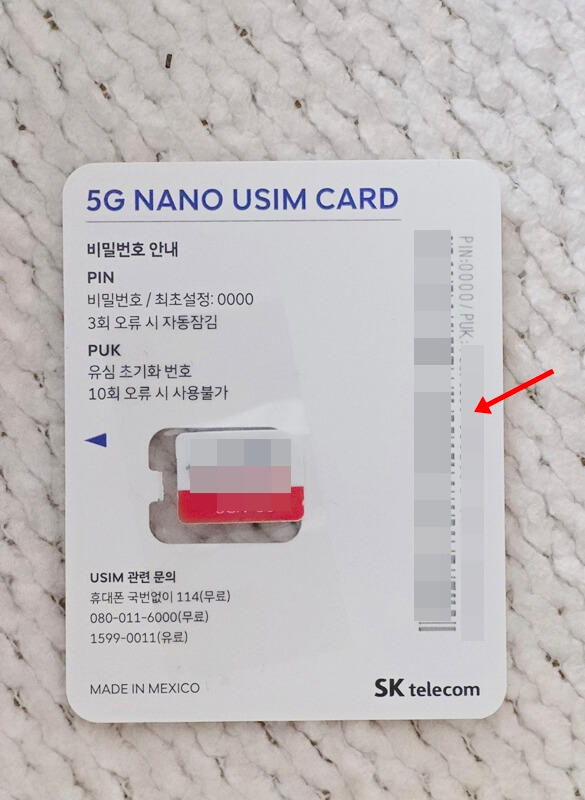 5G NANO USIM CARD
비밀번호 안내
PIN
비밀번호 / 최초설정: 0000
3회 오류 시 자동잠김
PUK
유심 초기화 번호
10회 오류 시 사용불가
USIM 관련 문의
휴대폰 국번없이 114(무료)
080-011-6000(무료)
1599-0011(유료)
MADE IN MEXICO
SK telecom
PIN:0000/ PUK: